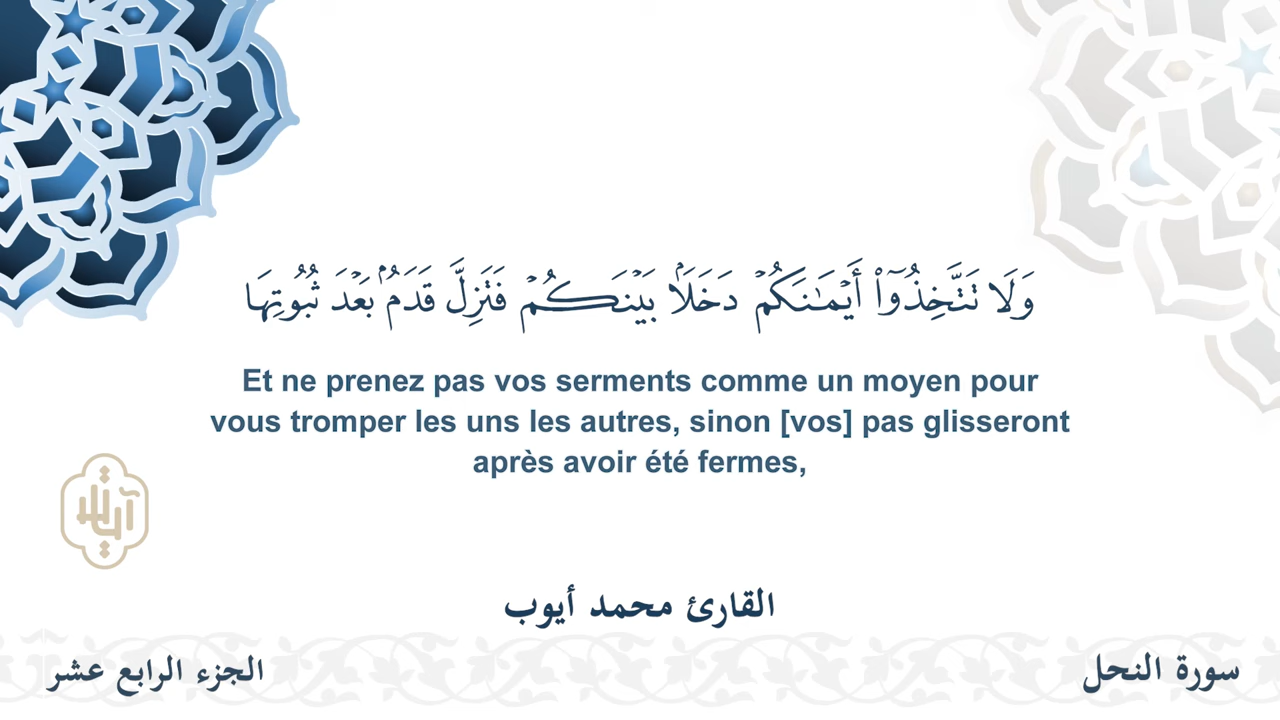 وَلَا تَتَّخِذُوٓا۟ أَيْمَـٰنَكُمْ دَخَلًۢا بَيْنَكُمْ فَتَزِلَّ قَدَمٌۢ بَعْدَ ثُبُوتِهَا
Et ne prenez pas vos serments comme un moyen pour
vous tromper les uns les autres, sinon [vos] pas glisseront
après avoir été fermes,
آيات
القارئ محمد أيوب
سورة النحل
الجزء الرابع عشر